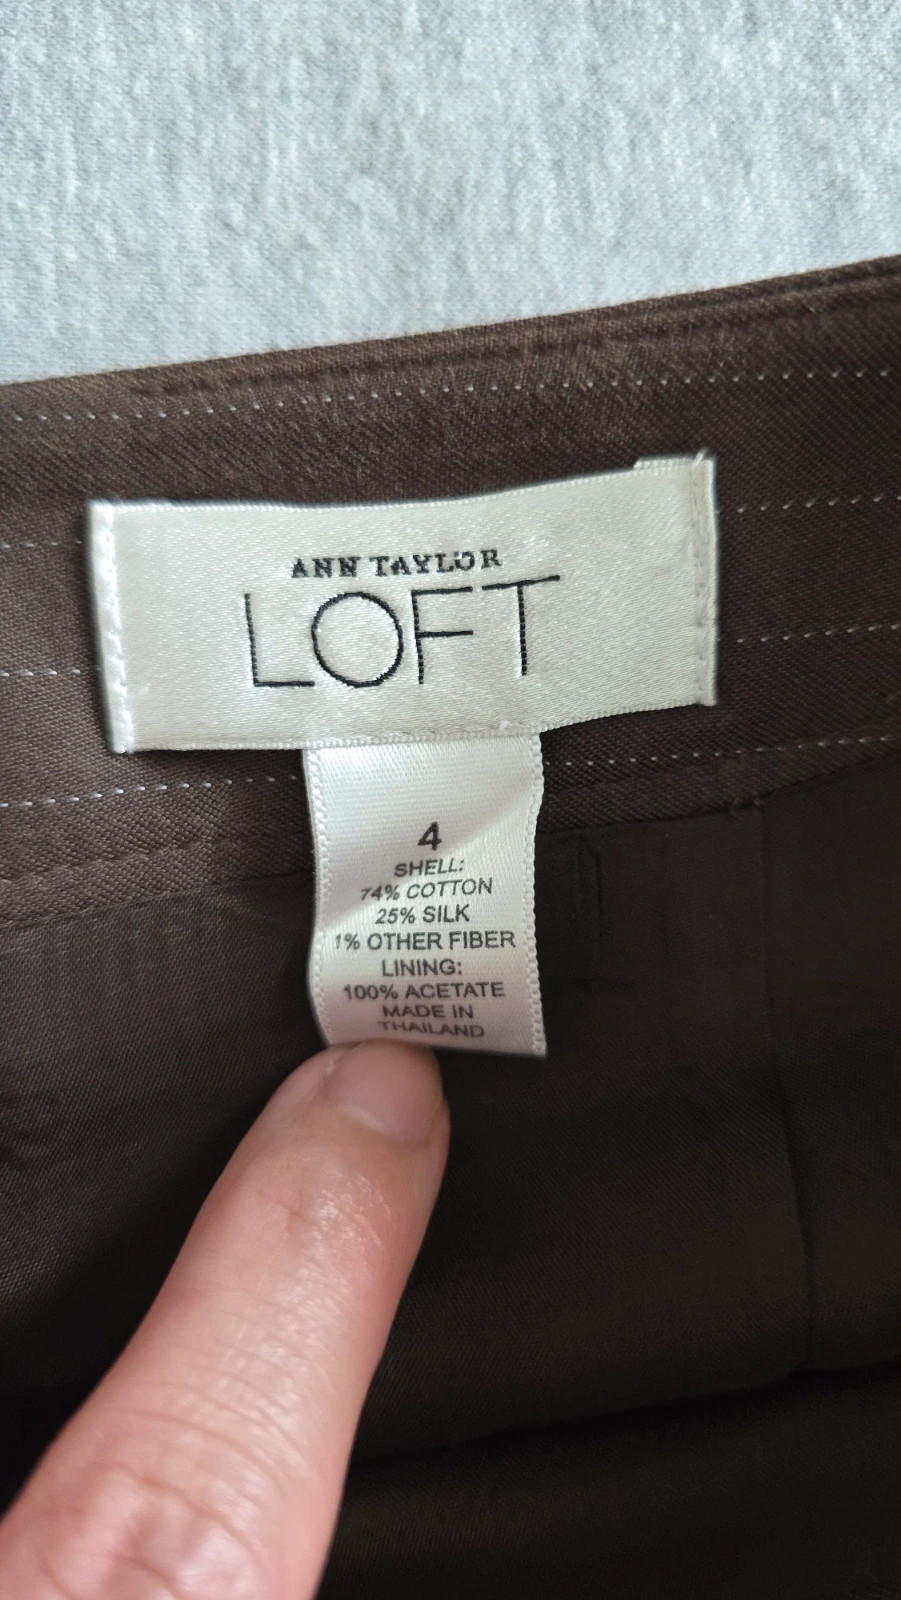 ANN TAYLOR
LOFT
4
SHELL:
74% COTTON
25% SILK
1% OTHER FIBER
LINING:
100% ACETATE
MADE IN
THAILAND